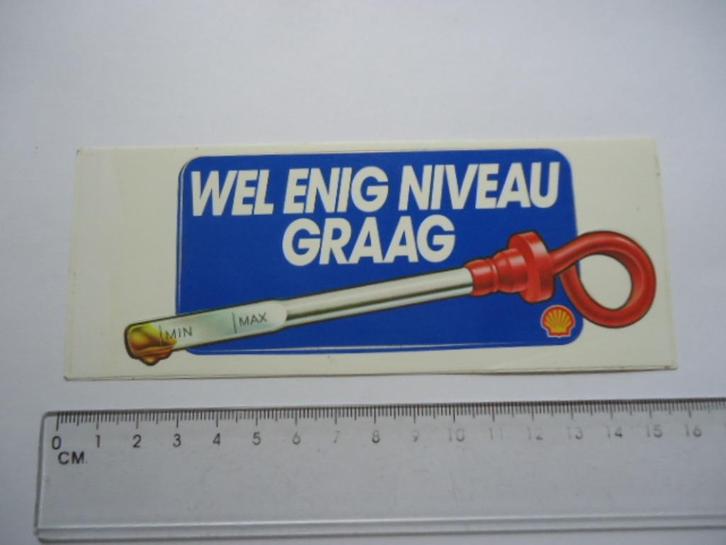 WEL ENIG NIVEAU
GRAAG
MIN MAX
0 1 2 3 4 5 6 7 8 9 10 11 12 13 14 15 16
CM